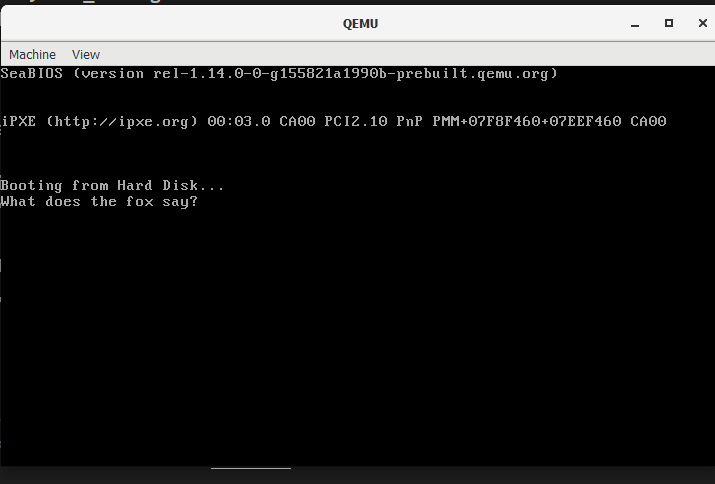 QEMU
Machine View
SeaBIOS (version rel-1.14.0-0-g155821a1990b-prebuilt.qemu.org)
iPXE (http://ipxe.org) 00:03.0 CA00 PCI2.10 PnP PMM+07F8F460+07EEF460 CA00
Booting from Hard Disk...
What does the fox say?